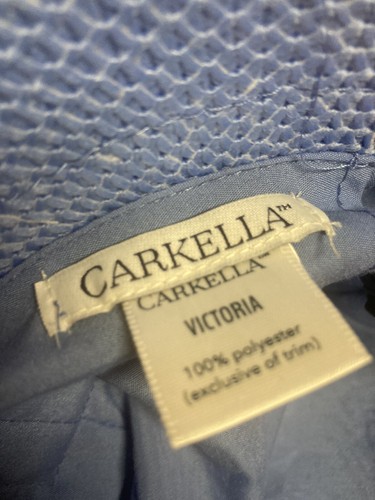 CARKELLA™
CARKELLA™
VICTORIA
100% polyester
(exclusive of trim)